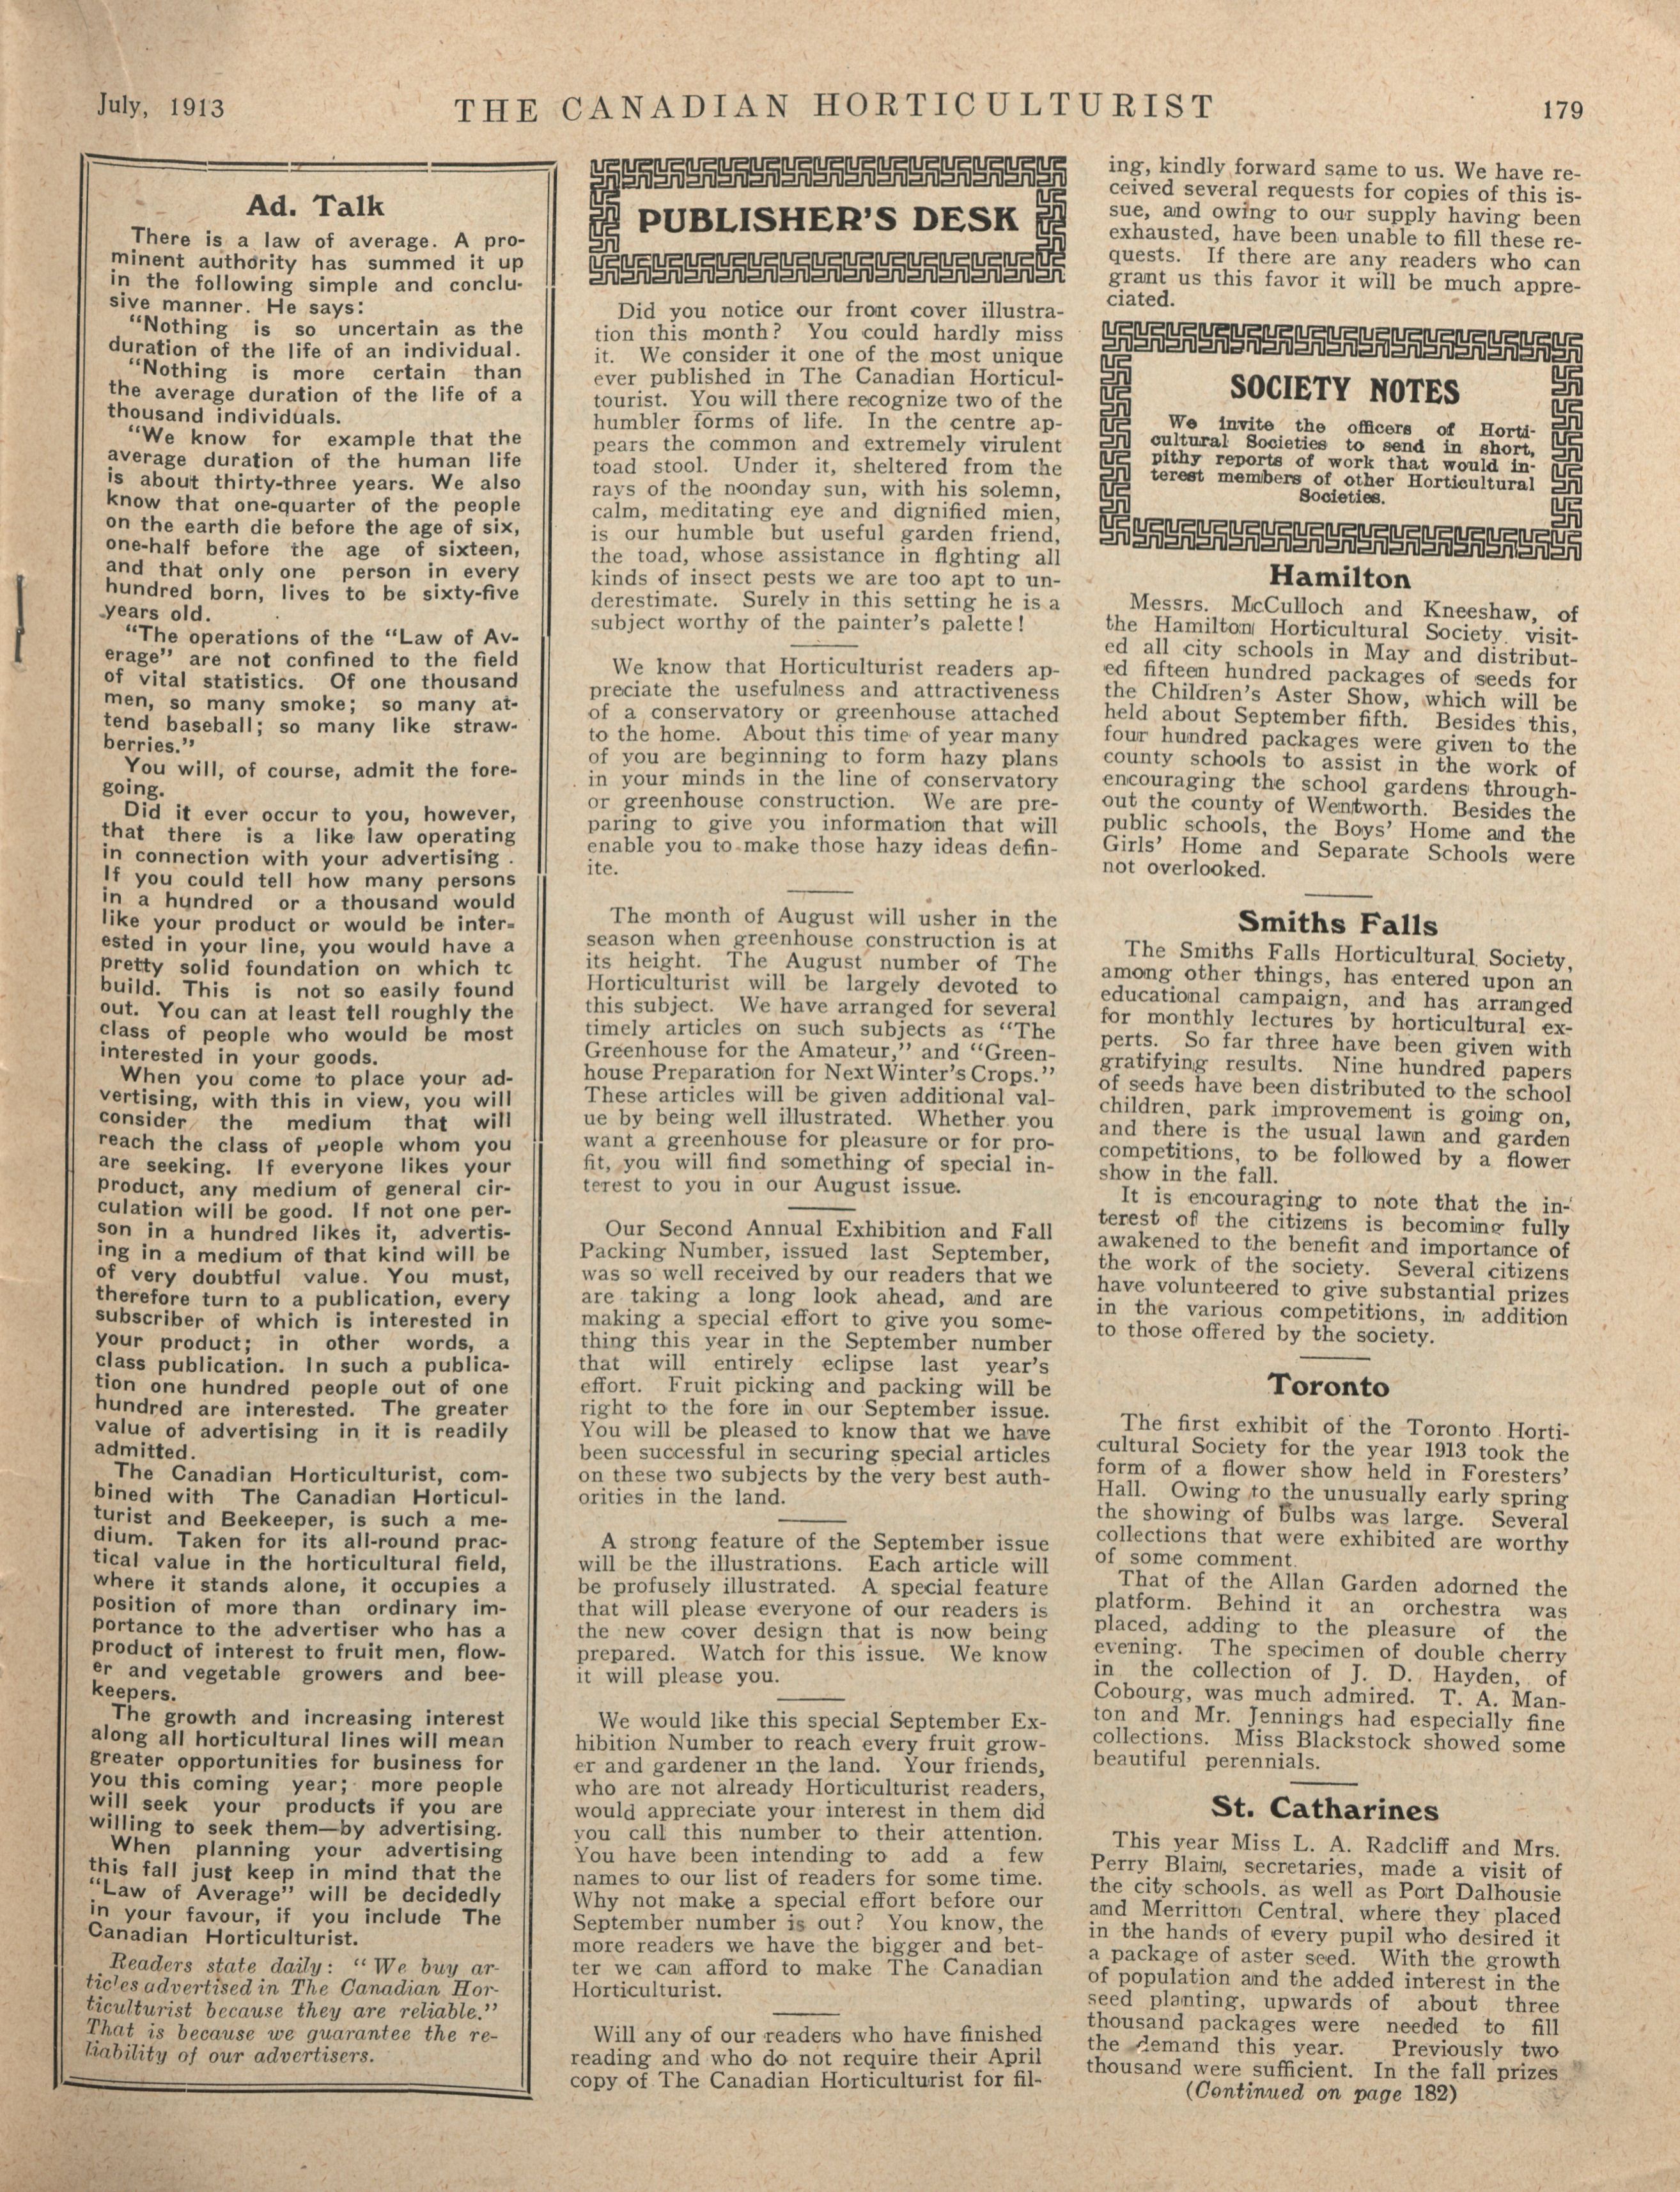 July, 1913
THE CANADIAN HORTICULTURIST
179
Ad. Talk
There is a law of average. A pro-
minent authority has summed it up
in the following simple and conclu-
sive manner. He says:
"Nothing is so uncertain as the
duration of the life of an individual.
"Nothing is more certain than
the average duration of the life of a
thousand individuals.
"We know for example that the
average duration of the human life
is about thirty-three years. We also
know that one-quarter of the people
on the earth die before the age of six,
one-half before the age of sixteen,
and that only one person in every
hundred born, lives to be sixty-five
years old.
"The operations of the "Law of Av-
erage" are not confined to the field
of vital statistics. Of one thousand
men, so many smoke; so many at-
tend baseball; so many like straw-
berries."
You will, of course, admit the fore-
going.
Did it ever occur to you, however,
that there is a like law operating
in connection with your advertising.
If you could tell how many persons
in a hundred or a thousand would
like your product or would be inter-
ested in your line, you would have a
pretty solid foundation on which tc
build. This is not so easily found
out. You can at least tell roughly the
class of people who would be most
interested in your goods.
When you come to place your ad-
vertising, with this in view, you will
consider the medium that will
reach the class of people whom you
are seeking. If everyone likes your
product, any medium of general cir-
culation will be good. If not one per-
son in a hundred likes it, advertis-
ing in a medium of that kind will be
of very doubtful value. You must,
therefore turn to a publication, every
subscriber of which is interested in
your product; in other words, a
class publication. In such a publica-
tion one hundred people out of one
hundred are interested. The greater
value of advertising in it is readily
admitted.
The Canadian Horticulturist, com-
bined with The Canadian Horticul-
turist and Beekeeper, is such a me-
dium. Taken for its all-round prac-
tical value in the horticultural field,
where it stands alone, it occupies a
position of more than ordinary im-
portance to the advertiser who has a
product of interest to fruit men, flow-
er and vegetable growers and bee-
keepers.
The growth and increasing interest
along all horticultural lines will mean
greater opportunities for business for
you this coming year; more people
will seek your products if you are
willing to seek them—by advertising.
When planning your advertising
this fall just keep in mind that the
"Law of Average" will be decidedly
in your favour, if you include The
Canadian Horticulturist.
Readers state daily: "We buy ar-
ticles advertised in The Canadian Hor-
ticulturist because they are reliable."
That is because we guarantee the re-
liability of our advertisers.
PUBLISHER'S DESK
Did you notice our front cover illustra-
tion this month? You could hardly miss
it. We consider it one of the most unique
ever published in The Canadian Horticul-
tourist. You will there recognize two of the
humbler forms of life. In the centre ap-
pears the common and extremely virulent
toad stool. Under it, sheltered from the
rays of the noonday sun, with his solemn,
calm, meditating eye and dignified mien,
is our humble but useful garden friend,
the toad, whose assistance in fighting all
kinds of insect pests we are too apt to un-
derestimate. Surely in this setting he is a
subject worthy of the painter's palette!
We know that Horticulturist readers ap-
preciate the usefulness and attractiveness
of a conservatory or greenhouse attached
to the home. About this time of year many
of you are beginning to form hazy plans
in your minds in the line of conservatory
or greenhouse construction. We are pre-
paring to give you information that will
enable you to make those hazy ideas defin-
ite.
The month of August will usher in the
season when greenhouse construction is at
its height. The August number of The
Horticulturist will be largely devoted to
this subject. We have arranged for several
timely articles on such subjects as "The
Greenhouse for the Amateur," and "Green-
house Preparation for Next Winter's Crops."
These articles will be given additional val-
ue by being well illustrated. Whether you
want a greenhouse for pleasure or for pro-
fit, you will find something of special in-
terest to you in our August issue.
Our Second Annual Exhibition and Fall
Packing Number, issued last September,
was so well received by our readers that we
are taking a long look ahead, and are
making a special effort to give you some-
thing this year in the September number
that will entirely eclipse last year's
effort. Fruit picking and packing will be
right to the fore in our September issue.
You will be pleased to know that we have
been successful in securing special articles
on these two subjects by the very best auth-
orities in the land.
A strong feature of the September issue
will be the illustrations. Each article will
be profusely illustrated. A special feature
that will please everyone of our readers is
the new cover design that is now being
prepared. Watch for this issue. We know
it will please you.
We would like this special September Ex-
hibition Number to reach every fruit grow-
er and gardener in the land. Your friends,
who are not already Horticulturist readers,
would appreciate your interest in them did
you call this number to their attention.
You have been intending to add a few
names to our list of readers for some time.
Why not make a special effort before our
September number is out? You know, the
more readers we have the bigger and bet-
ter we can afford to make The Canadian
Horticulturist.
Will any of our readers who have finished
reading and who do not require their April
copy of The Canadian Horticulturist for fil-
ing, kindly forward same to us. We have re-
ceived several requests for copies of this is-
sue, and owing to our supply having been
exhausted, have been unable to fill these re-
quests. If there are any readers who can
grant us this favor it will be much appre-
ciated.
SOCIETY NOTES
We invite the officers of Horti-
cultural Societies to send in short,
pithy reports of work that would in-
terest members of other Horticultural
Societies.
Hamilton
Messrs. McCulloch and Kneeshaw, of
the Hamilton Horticultural Society visit-
ed all city schools in May and distribut-
ed fifteen hundred packages of seeds for
the Children's Aster Show, which will be
held about September fifth. Besides this,
four hundred packages were given to the
county schools to assist in the work of
encouraging the school gardens through-
out the county of Wentworth. Besides the
public schools, the Boys' Home and the
Girls' Home and Separate Schools were
not overlooked.
Smiths Falls
The Smiths Falls Horticultural Society,
among other things, has entered upon an
educational campaign, and has arranged
for monthly lectures by horticultural ex-
perts. So far three have been given with
gratifying results. Nine hundred papers
of seeds have been distributed to the school
children, park improvement is going on,
and there is the usual lawn and garden
competitions, to be followed by a flower
show in the fall.
It is encouraging to note that the in-
terest of the citizens is becoming fully
awakened to the benefit and importance of
the work of the society. Several citizens
have volunteered to give substantial prizes
in the various competitions, in addition
to those offered by the society.
Toronto
The first exhibit of the Toronto Horti-
cultural Society for the year 1913 took the
form of a flower show held in Foresters'
Hall. Owing to the unusually early spring
the showing of Bulbs was large. Several
collections that were exhibited are worthy
of some comment.
That of the Allan Garden adorned the
platform. Behind it an orchestra was
placed, adding to the pleasure of the
evening. The specimen of double cherry
in the collection of J. D. Hayden, of
Cobourg, was much admired. T. A. Man-
ton and Mr. Jennings had especially fine
collections. Miss Blackstock showed some
beautiful perennials.
St. Catharines
This year Miss L. A. Radcliff and Mrs.
Perry Blain, secretaries, made a visit of
the city schools, as well as Port Dalhousie
and Merritton Central, where they placed
in the hands of every pupil who desired it
a package of aster seed. With the growth
of population and the added interest in the
seed planting, upwards of about three
thousand packages were needed to fill
the demand this year. Previously two
thousand were sufficient. In the fall prizes
(Continued on page 182)